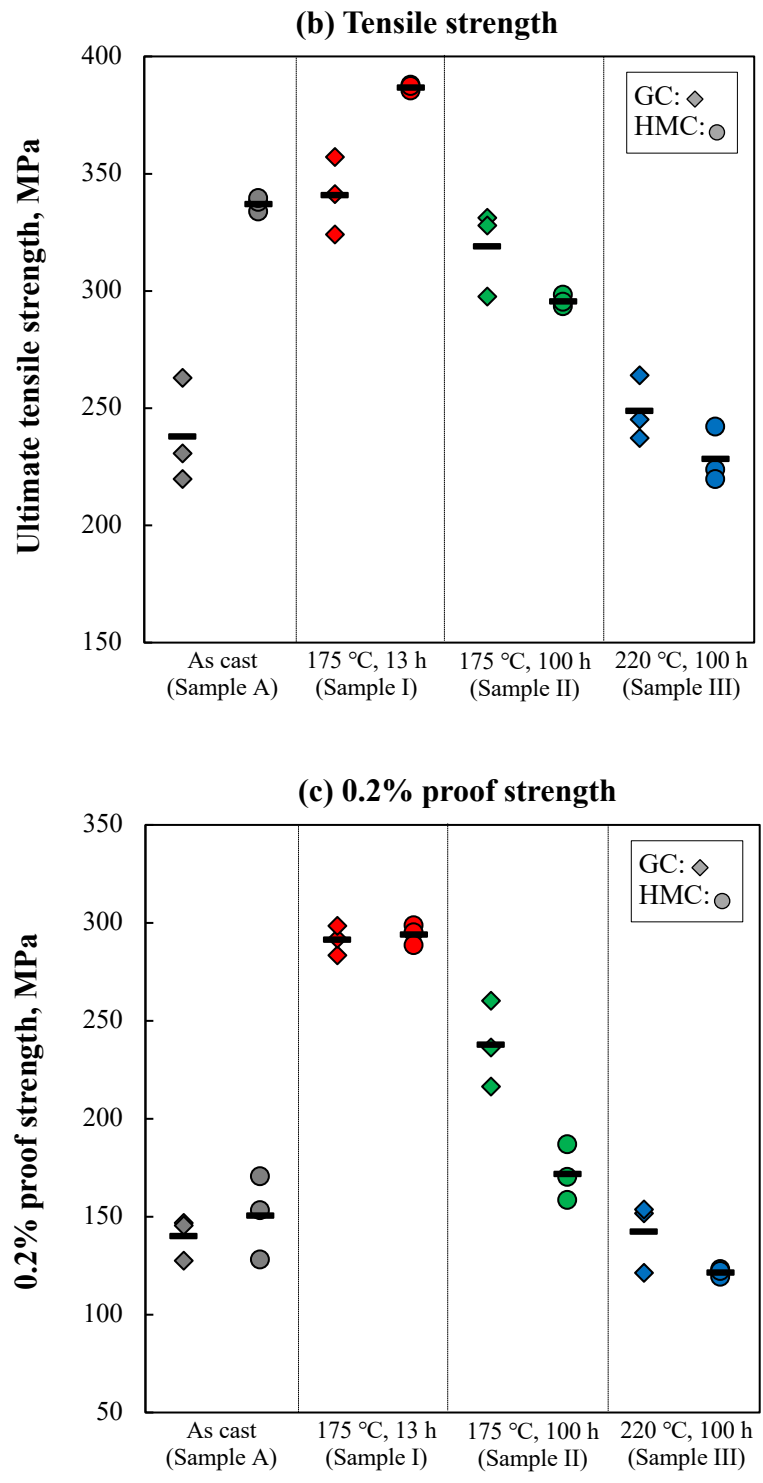 (b) Tensile strength
Ultimate tensile strength, MPa
400
350
300
250
200
150
GC:
HMC:
As cast
(Sample A)
175 °C, 13 h
(Sample I)
175 °C, 100 h
(Sample II)
220 °C, 100 h
(Sample III)
(c) 0.2% proof strength
0.2% proof strength, MPa
350
300
250
200
150
100
50
GC:
HMC:
As cast
(Sample A)
175 °C, 13 h
(Sample I)
175 °C, 100 h
(Sample II)
220 °C, 100 h
(Sample III)